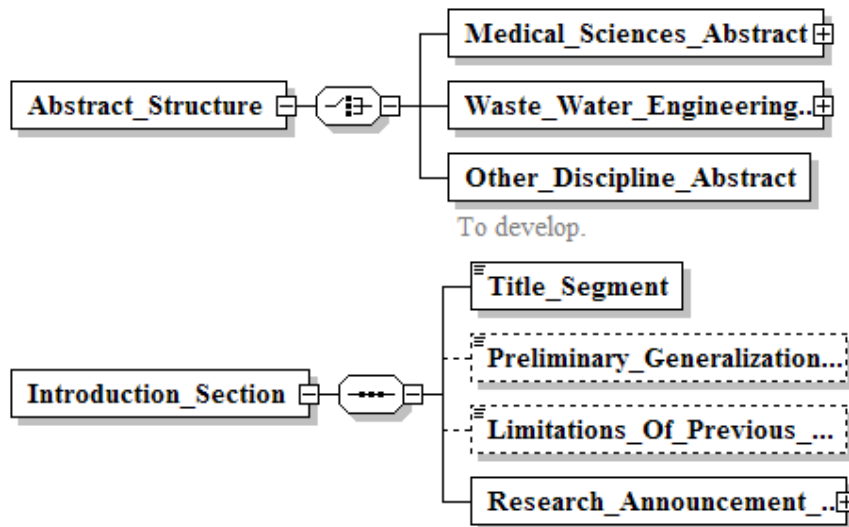 Medical_Sciences_Abstract
Abstract_Structure
Waste_Water_Engineering...
Other_Discipline_Abstract
To develop.
Title_Segment
Preliminary_Generalization...
Introduction_Section
Limitations_Of_Previous_...
Research_Announcement_...